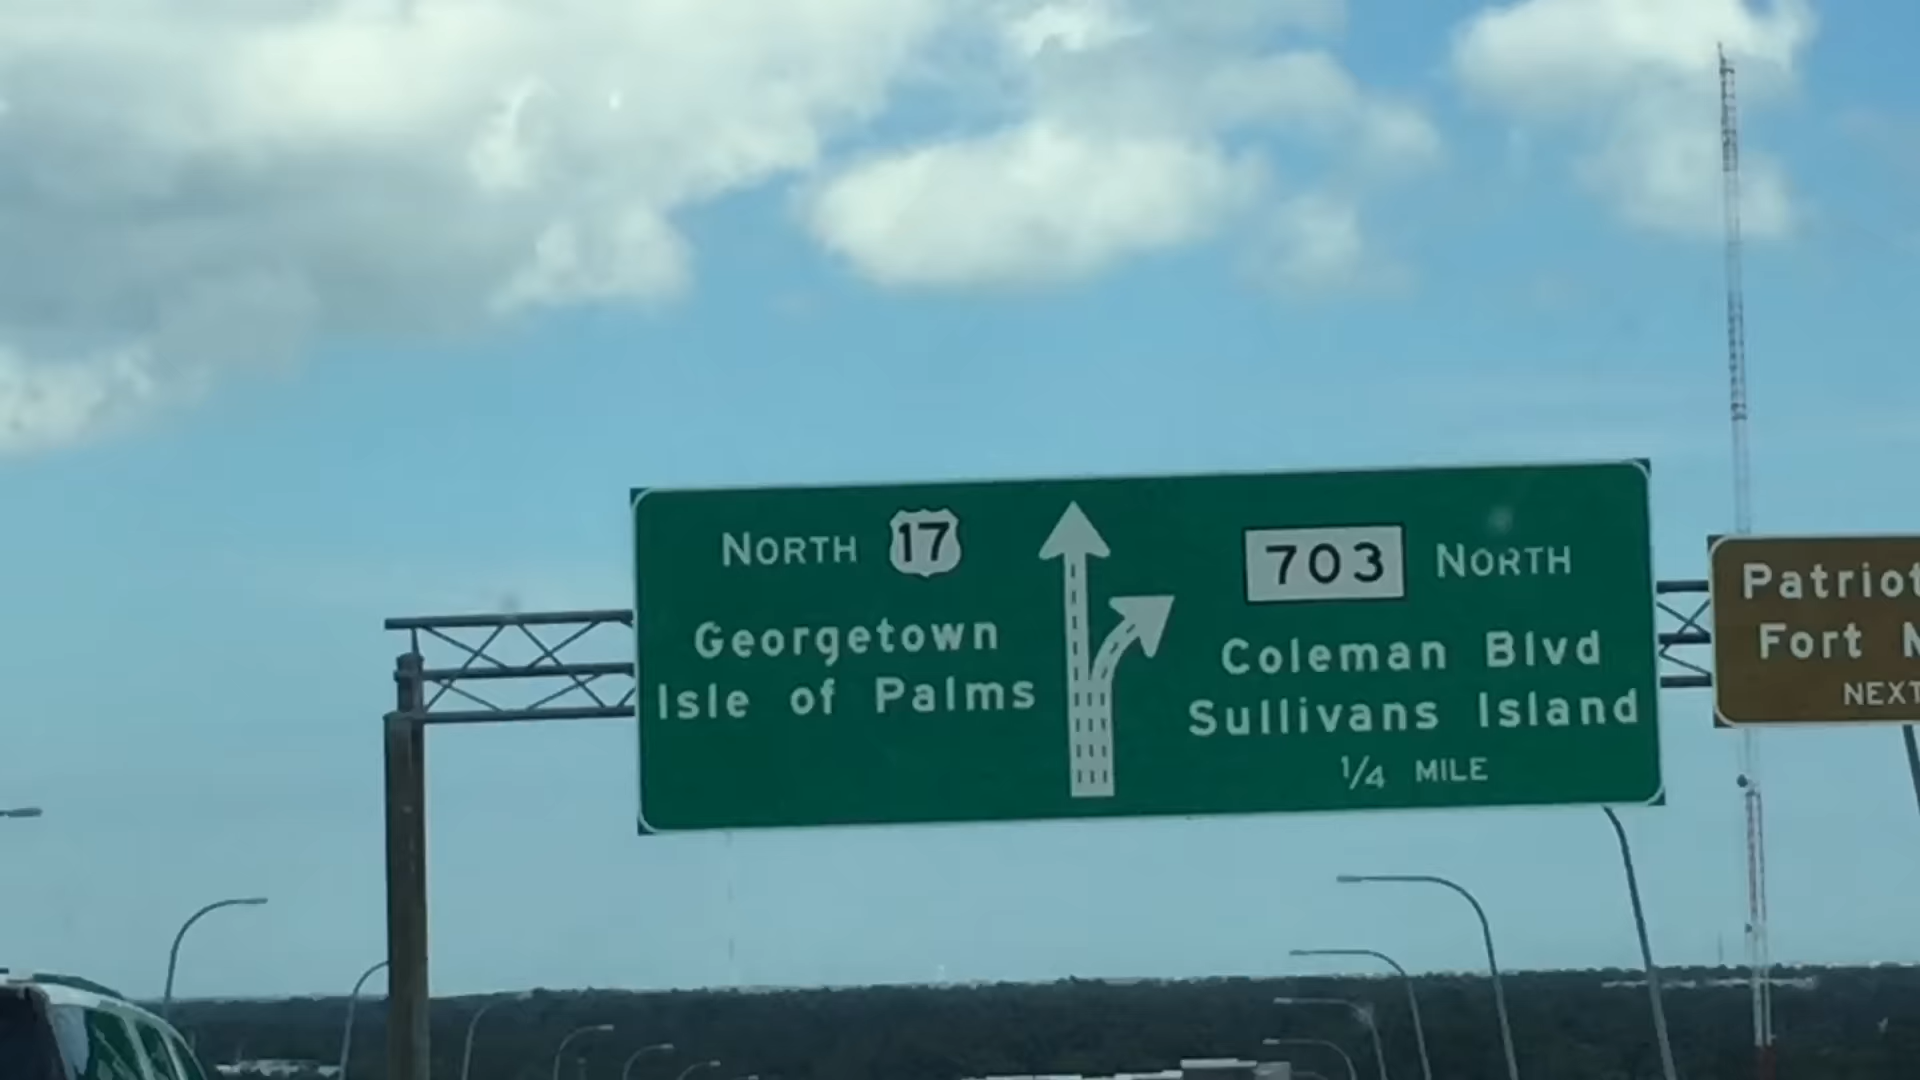 NORTH 17
Georgetown
Isle of Palms
703 NORTH
Coleman Blvd
Sullivans Island
1/4 MILE
Patriot
Fort
NEXT